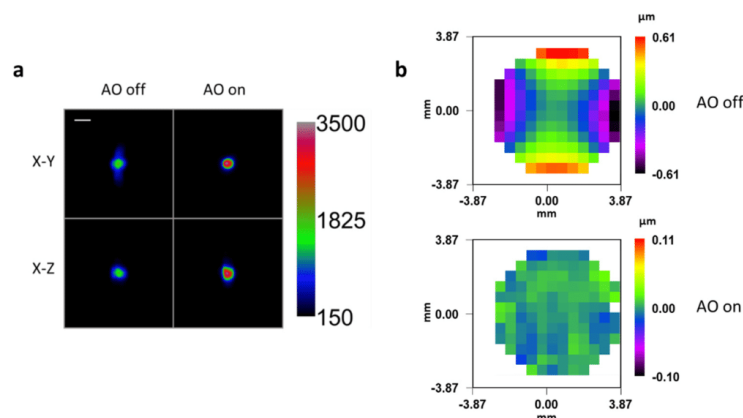 a
AO off AO on
X-Y
X-Z
3500
1825
150
b
µm
3.87
0.00
-3.87
mm
-3.87 0.00 3.87
mm
0.61
0.00
-0.61
AO off
µm
3.87
0.00
-3.87
mm
-3.87 0.00 3.87
mm
0.11
0.00
-0.10
AO on